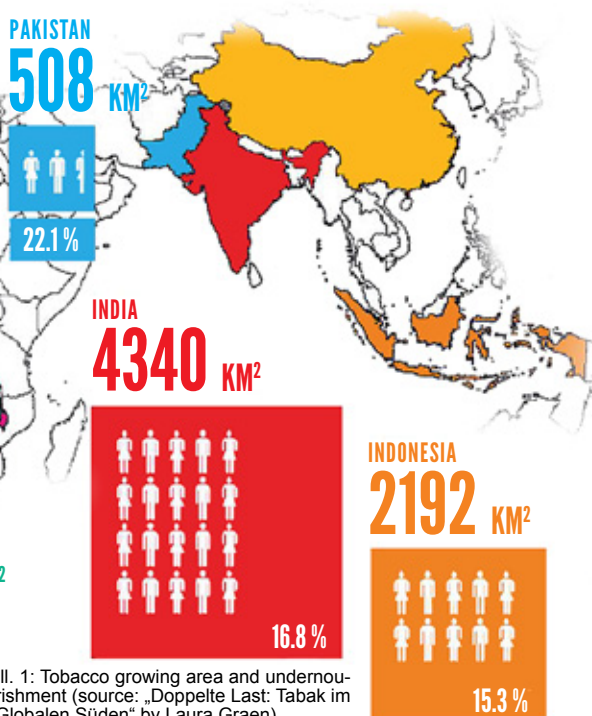 PAKISTAN
508 KM²
22.1 %
INDIA
4340 KM²
16.8 %
INDONESIA
2192 KM²
15.3 %
2
ll. 1: Tobacco growing area and undernou-
rishment (source: „Doppelte Last: Tabak im
Globalen Süden“ by Laura Graen)